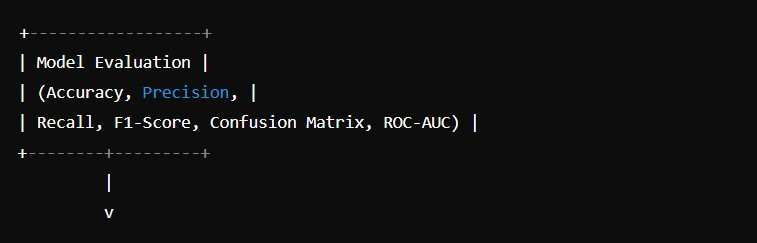 +------------------+
| Model Evaluation |
| (Accuracy, Precision, |
| Recall, F1-Score, Confusion Matrix, ROC-AUC) |
+--------+---------+
         |
         v